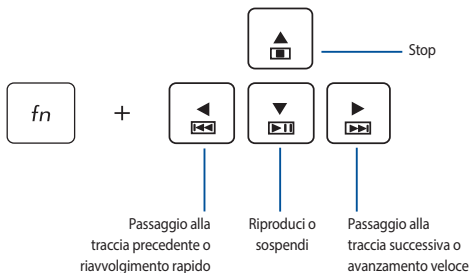 Stop
fn
+
Passaggio alla
traccia precedente o
riavvolgimento rapido
Riproduci o
sospendi
Passaggio alla
traccia successiva o
avanzamento veloce